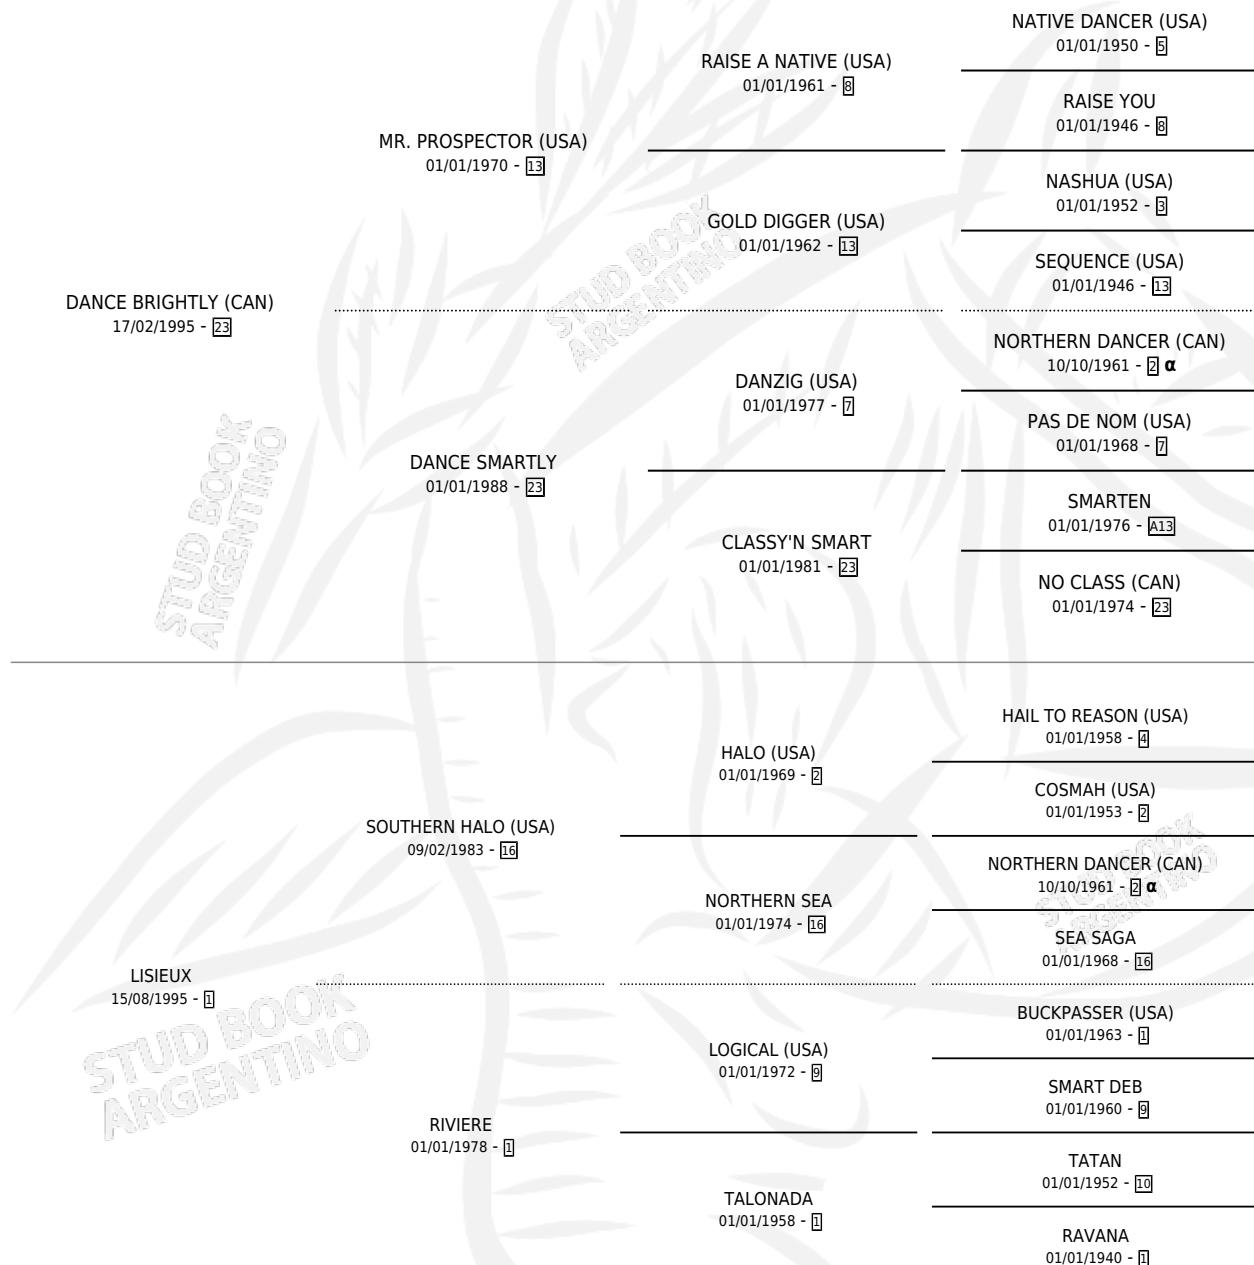 NATIVE DANCER (USA)
01/01/1950 - 5
RAISE A NATIVE (USA)
01/01/1961 - 8
RAISE YOU
01/01/1946 - 8
MR. PROSPECTOR (USA)
01/01/1970 - 13
NASHUA (USA)
01/01/1952 - 3
GOLD DIGGER (USA)
01/01/1962 - 13
SEQUENCE (USA)
01/01/1946 - 13
DANCE BRIGHTLY (CAN)
17/02/1995 - 23
NORTHERN DANCER (CAN)
10/10/1961 - 2 α
DANZIG (USA)
01/01/1977 - 7
PAS DE NOM (USA)
01/01/1968 - 7
DANCE SMARTLY
01/01/1988 - 23
SMARTEN
01/01/1976 - A13
CLASSY'N SMART
01/01/1981 - 23
NO CLASS (CAN)
01/01/1974 - 23
HAIL TO REASON (USA)
01/01/1958 - 4
HALO (USA)
01/01/1969 - 2
COSMAH (USA)
01/01/1953 - 2
SOUTHERN HALO (USA)
09/02/1983 - 16
NORTHERN DANCER (CAN)
10/10/1961 - 2 α
NORTHERN SEA
01/01/1974 - 16
SEA SAGA
01/01/1968 - 16
LISIEUX
15/08/1995 - 1
BUCKPASSER (USA)
01/01/1963 - 1
LOGICAL (USA)
01/01/1972 - 9
SMART DEB
01/01/1960 - 9
RIVIERE
01/01/1978 - 1
TATAN
01/01/1952 - 10
TALONADA
01/01/1958 - 1
RAVANA
01/01/1940 - 1
STUD BOOK
ARGENTINO
STUD BOOK
ARGENTINO
STUD BOOK
ARGENTINO
STUD BOOK
ARGENTINO